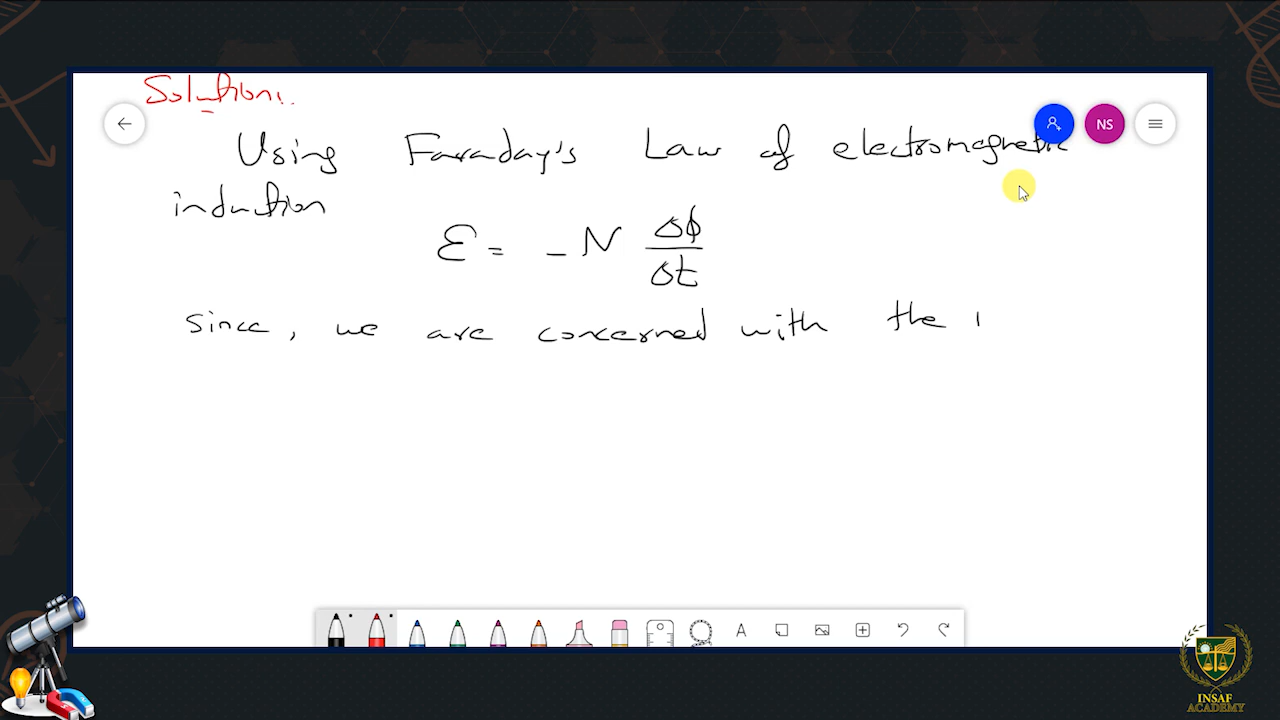 Solution:.
Using Faraday's Law of electromagnetic
induction
ε = - N Δϕ/Δt
since, we are concerned with the
NS
A
INSAF
ACADEMY